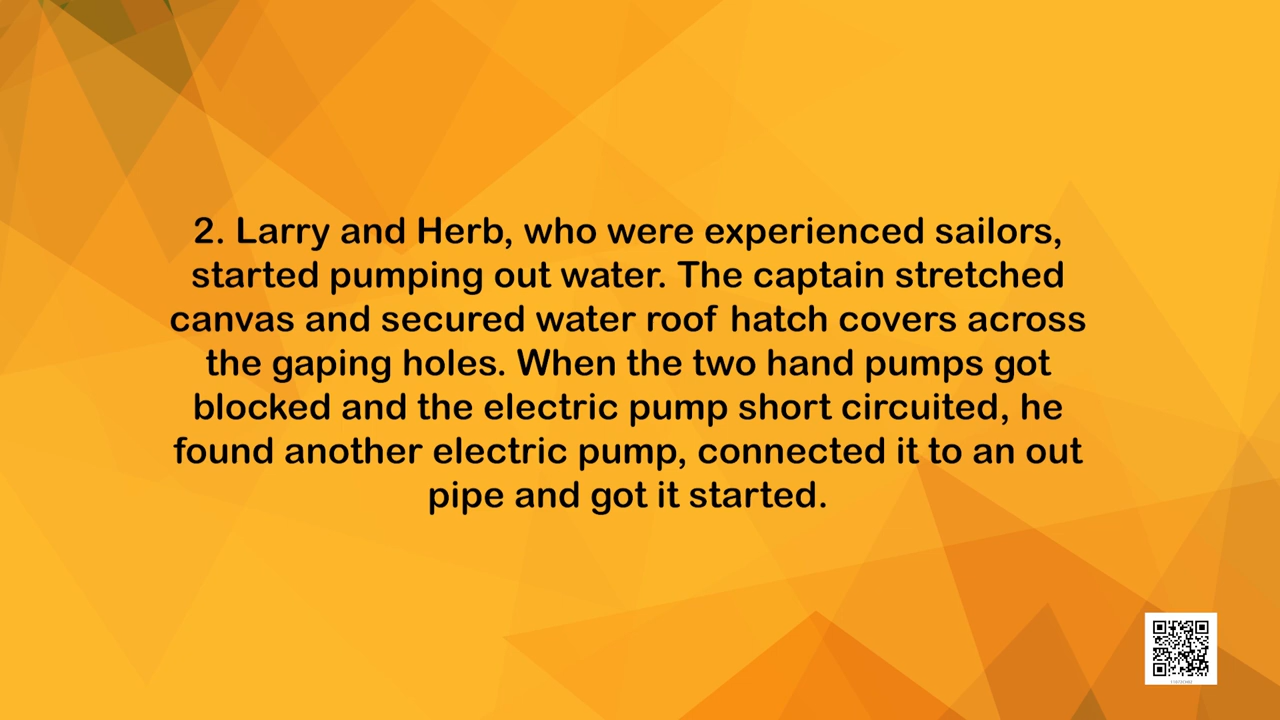 2. Larry and Herb, who were experienced sailors,
started pumping out water. The captain stretched
canvas and secured water roof hatch covers across
the gaping holes. When the two hand pumps got
blocked and the electric pump short circuited, he
found another electric pump, connected it to an out
pipe and got it started.